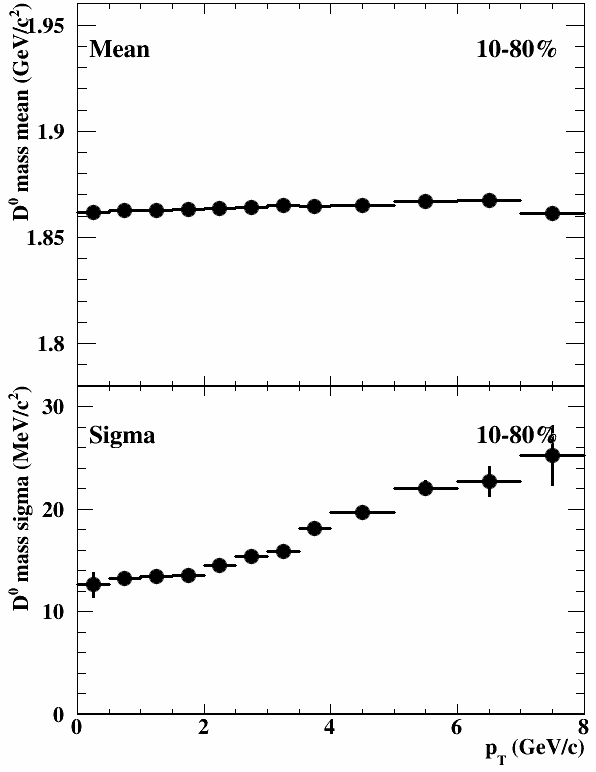 D⁰ mass mean (GeV/c²)
1.95
Mean
10-80%
1.9
1.85
1.8
D⁰ mass sigma (MeV/c²)
30
Sigma
10-80%
20
10
0
0 2 4 6 8
p_T (GeV/c)